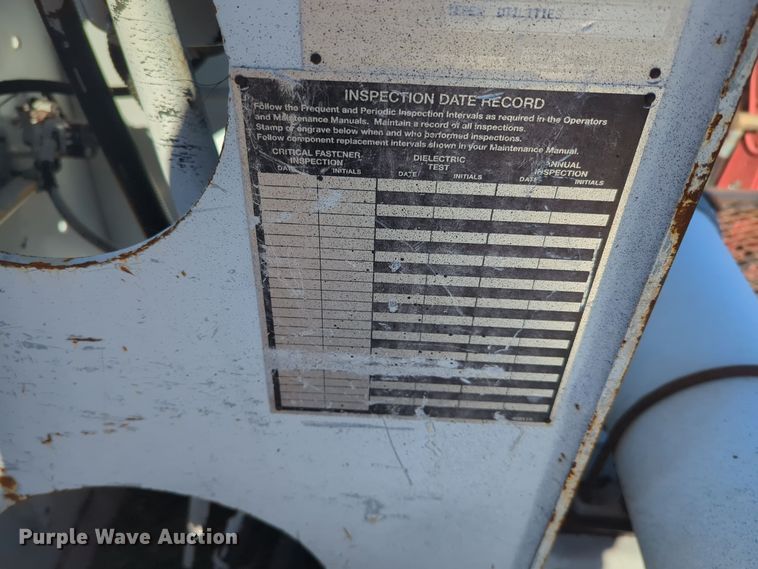 TEREX UTILITIES
INSPECTION DATE RECORD
Follow the Frequent and Periodic Inspection Intervals as required in the Operators
and Maintenance Manuals. Maintain a record of all inspections.
Stamp or engrave below when and who performed inspections.
Follow component replacement intervals shown in your Maintenance Manual.
CRITICAL FASTENER DIELECTRIC ANNUAL
INSPECTION TEST INSPECTION
DATE INITIALS DATE INITIALS DATE INITIALS
Purple Wave Auction